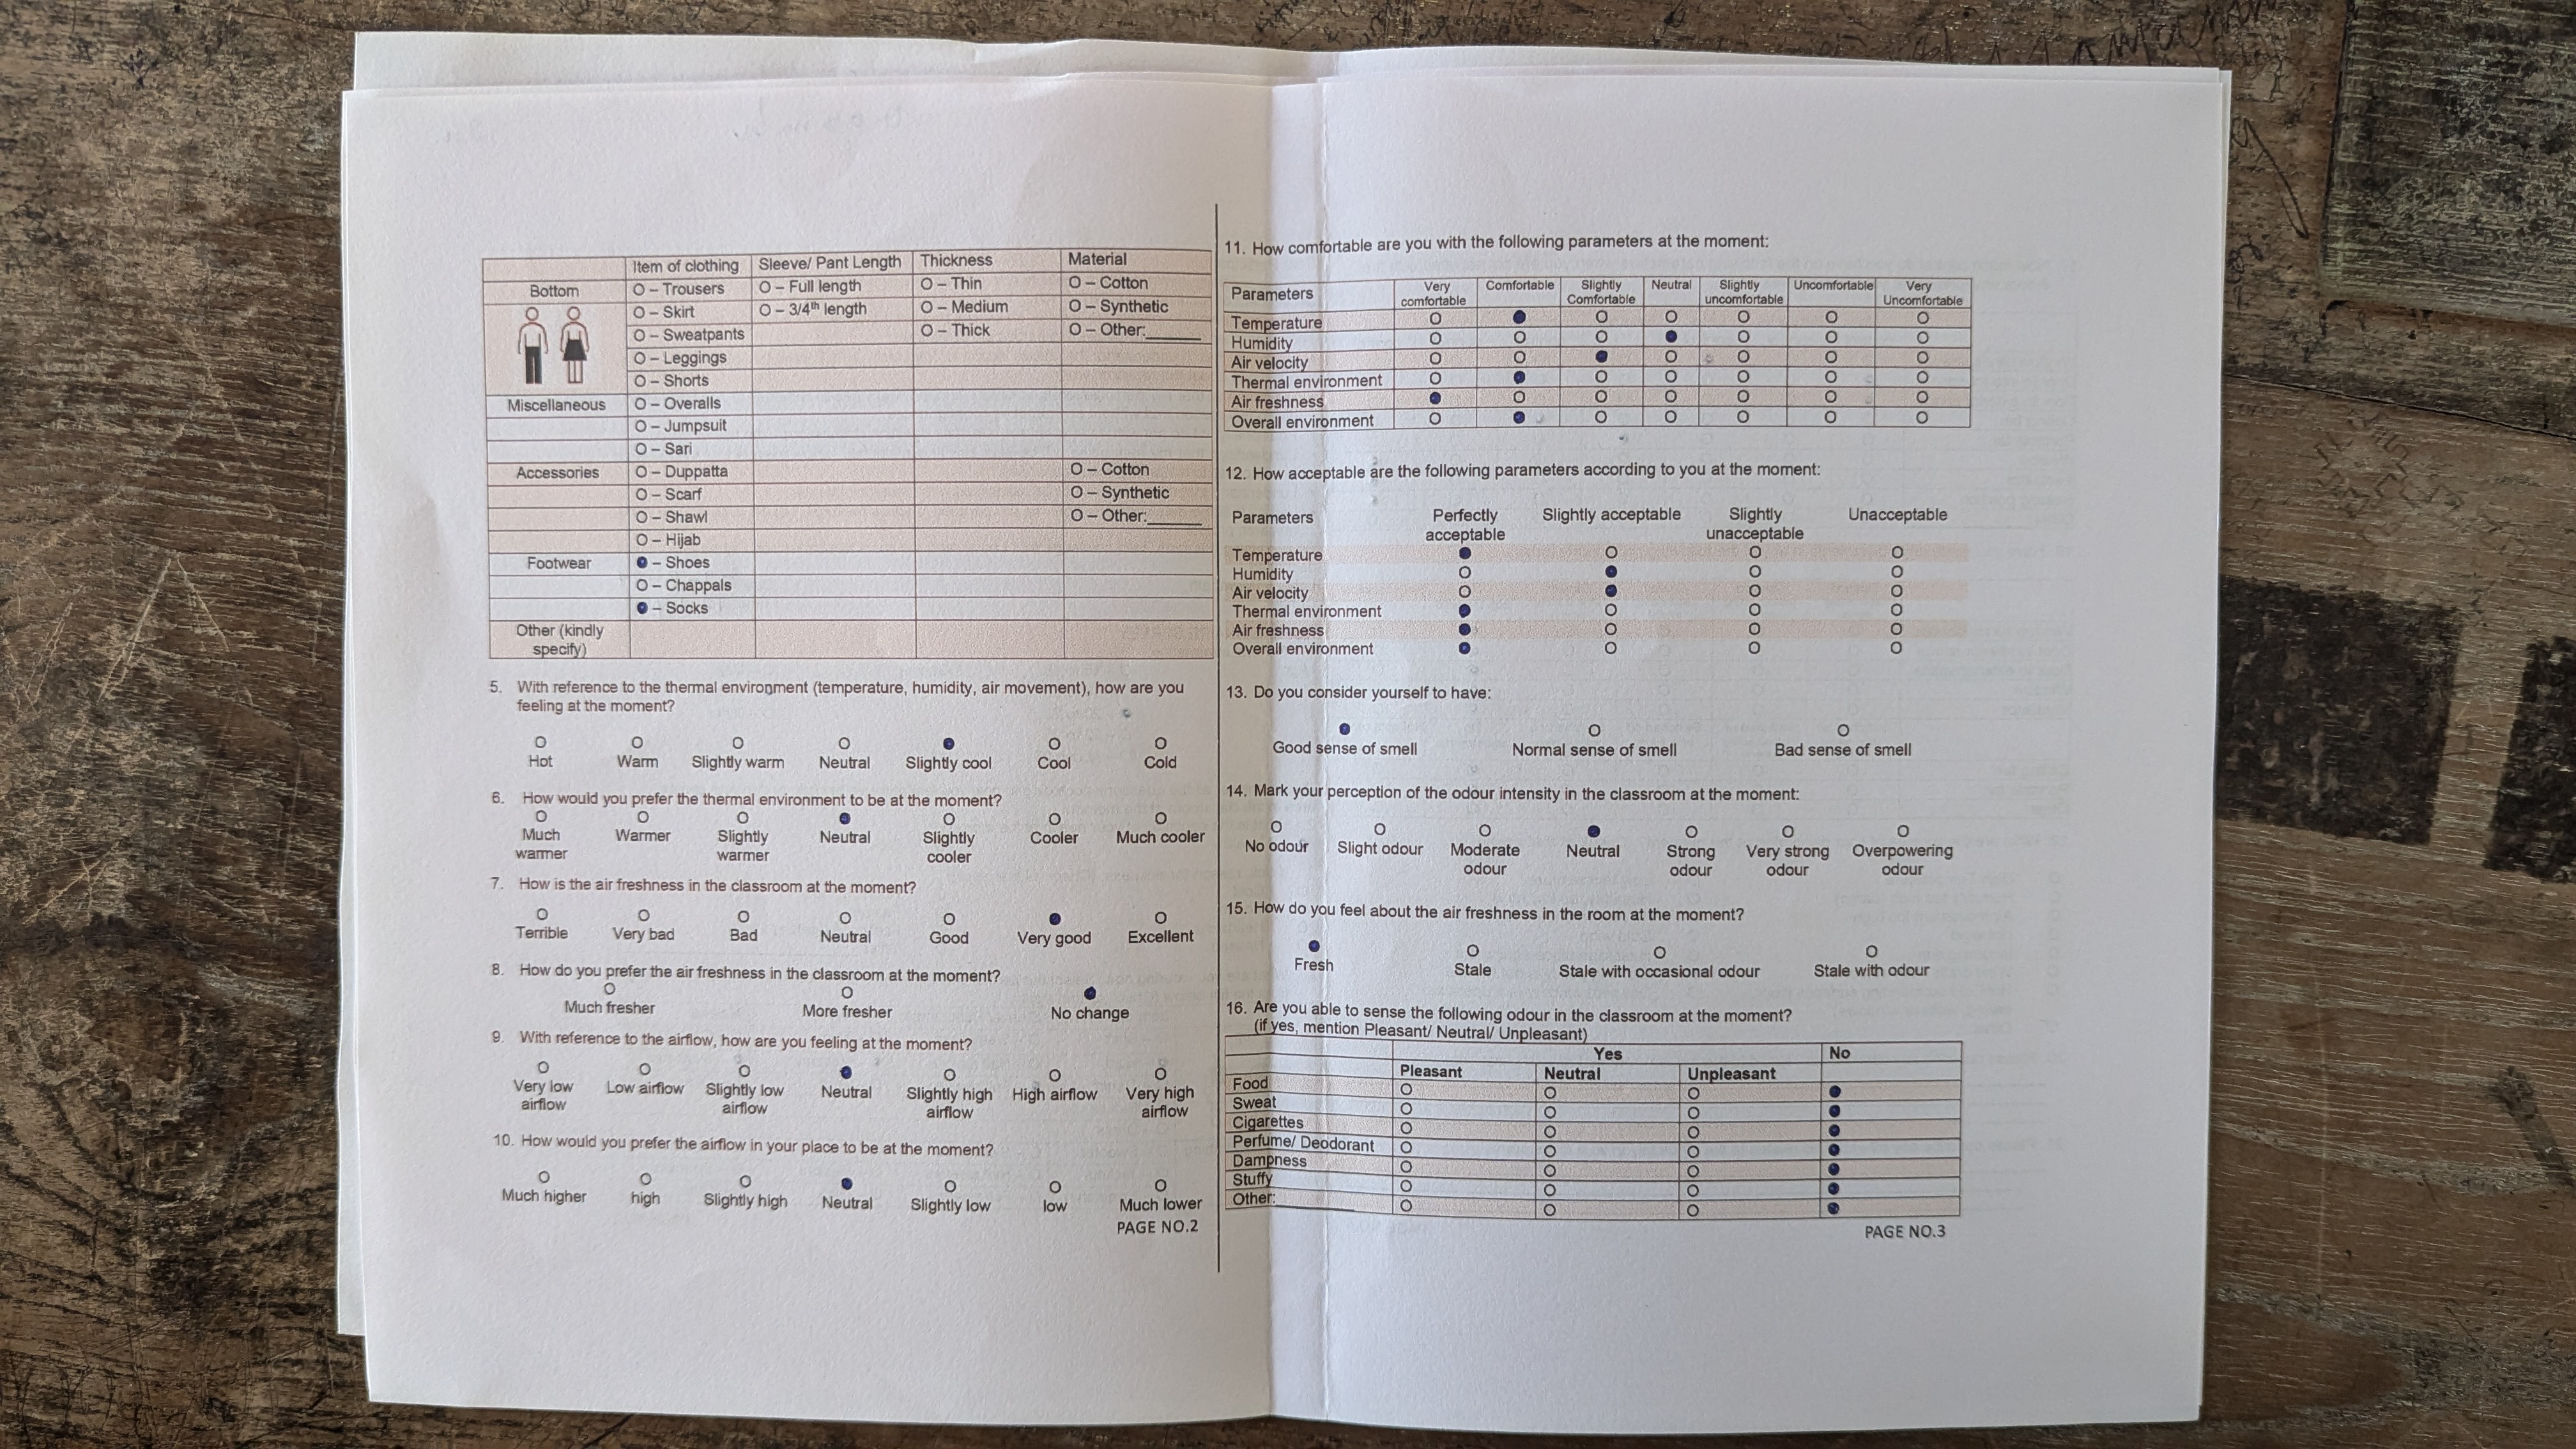 Item of clothing Sleeve/ Pant Length Thickness Material
Bottom O – Trousers O – Full length O – Thin O – Cotton
O – Skirt O – 3/4th length O – Medium O – Synthetic
O – Sweatpants O – Thick O – Other:______
O – Leggings
O – Shorts
Miscellaneous O – Overalls
O – Jumpsuit
O – Sari
Accessories O – Duppatta O – Cotton
O – Scarf O – Synthetic
O – Shawl O – Other:______
O – Hijab
Footwear ● – Shoes
O – Chappals
● – Socks
Other (kindly
specify)
5. With reference to the thermal environment (temperature, humidity, air movement), how are you
feeling at the moment?
O O O O ● O O
Hot Warm Slightly warm Neutral Slightly cool Cool Cold
6. How would you prefer the thermal environment to be at the moment?
O O O ● O O O
Much Warmer Slightly Neutral Slightly Cooler Much cooler
warmer warmer cooler
7. How is the air freshness in the classroom at the moment?
O O O O O ● O
Terrible Very bad Bad Neutral Good Very good Excellent
8. How do you prefer the air freshness in the classroom at the moment?
O O ●
Much fresher More fresher No change
9. With reference to the airflow, how are you feeling at the moment?
O O O ● O O O
Very low Low airflow Slightly low Neutral Slightly high High airflow Very high
airflow airflow airflow airflow
10. How would you prefer the airflow in your place to be at the moment?
O O O ● O O O
Much higher high Slightly high Neutral Slightly low low Much lower
PAGE NO.2
11. How comfortable are you with the following parameters at the moment:
Parameters Very Comfortable Slightly Neutral Slightly Uncomfortable Very
comfortable Comfortable uncomfortable Uncomfortable
Temperature O ● O O O O O
Humidity O O O ● O O O
Air velocity O O ● O O O O
Thermal environment O ● O O O O O
Air freshness ● O O O O O O
Overall environment O ● O O O O O
12. How acceptable are the following parameters according to you at the moment:
Parameters Perfectly Slightly acceptable Slightly Unacceptable
acceptable unacceptable
Temperature ● O O O
Humidity O ● O O
Air velocity O ● O O
Thermal environment ● O O O
Air freshness ● O O O
Overall environment ● O O O
13. Do you consider yourself to have:
● O O
Good sense of smell Normal sense of smell Bad sense of smell
14. Mark your perception of the odour intensity in the classroom at the moment:
O O O ● O O O
No odour Slight odour Moderate Neutral Strong Very strong Overpowering
odour odour odour odour
15. How do you feel about the air freshness in the room at the moment?
● O O O
Fresh Stale Stale with occasional odour Stale with odour
16. Are you able to sense the following odour in the classroom at the moment?
(if yes, mention Pleasant/ Neutral/ Unpleasant)
Yes No
Pleasant Neutral Unpleasant
Food O O O ●
Sweat O O O ●
Cigarettes O O O ●
Perfume/ Deodorant O O O ●
Dampness O O O ●
Stuffy O O O ●
Other:________ O O O ●
PAGE NO.3